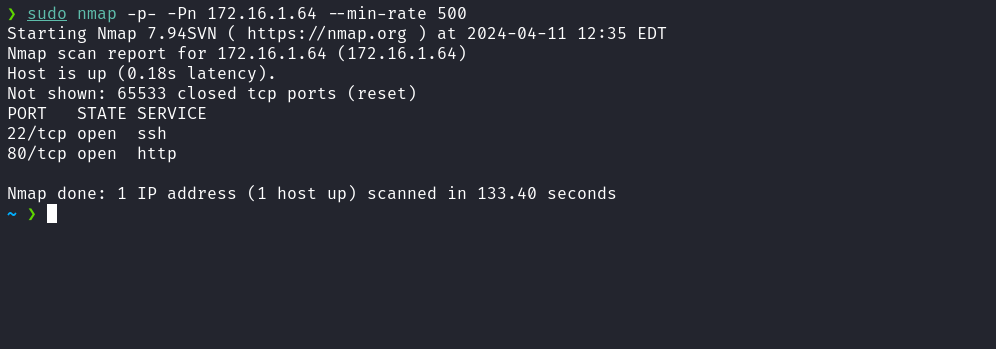 ❯ sudo nmap -p- -Pn 172.16.1.64 --min-rate 500
Starting Nmap 7.94SVN ( https://nmap.org ) at 2024-04-11 12:35 EDT
Nmap scan report for 172.16.1.64 (172.16.1.64)
Host is up (0.18s latency).
Not shown: 65533 closed tcp ports (reset)
PORT   STATE SERVICE
22/tcp open  ssh
80/tcp open  http

Nmap done: 1 IP address (1 host up) scanned in 133.40 seconds
~ ❯